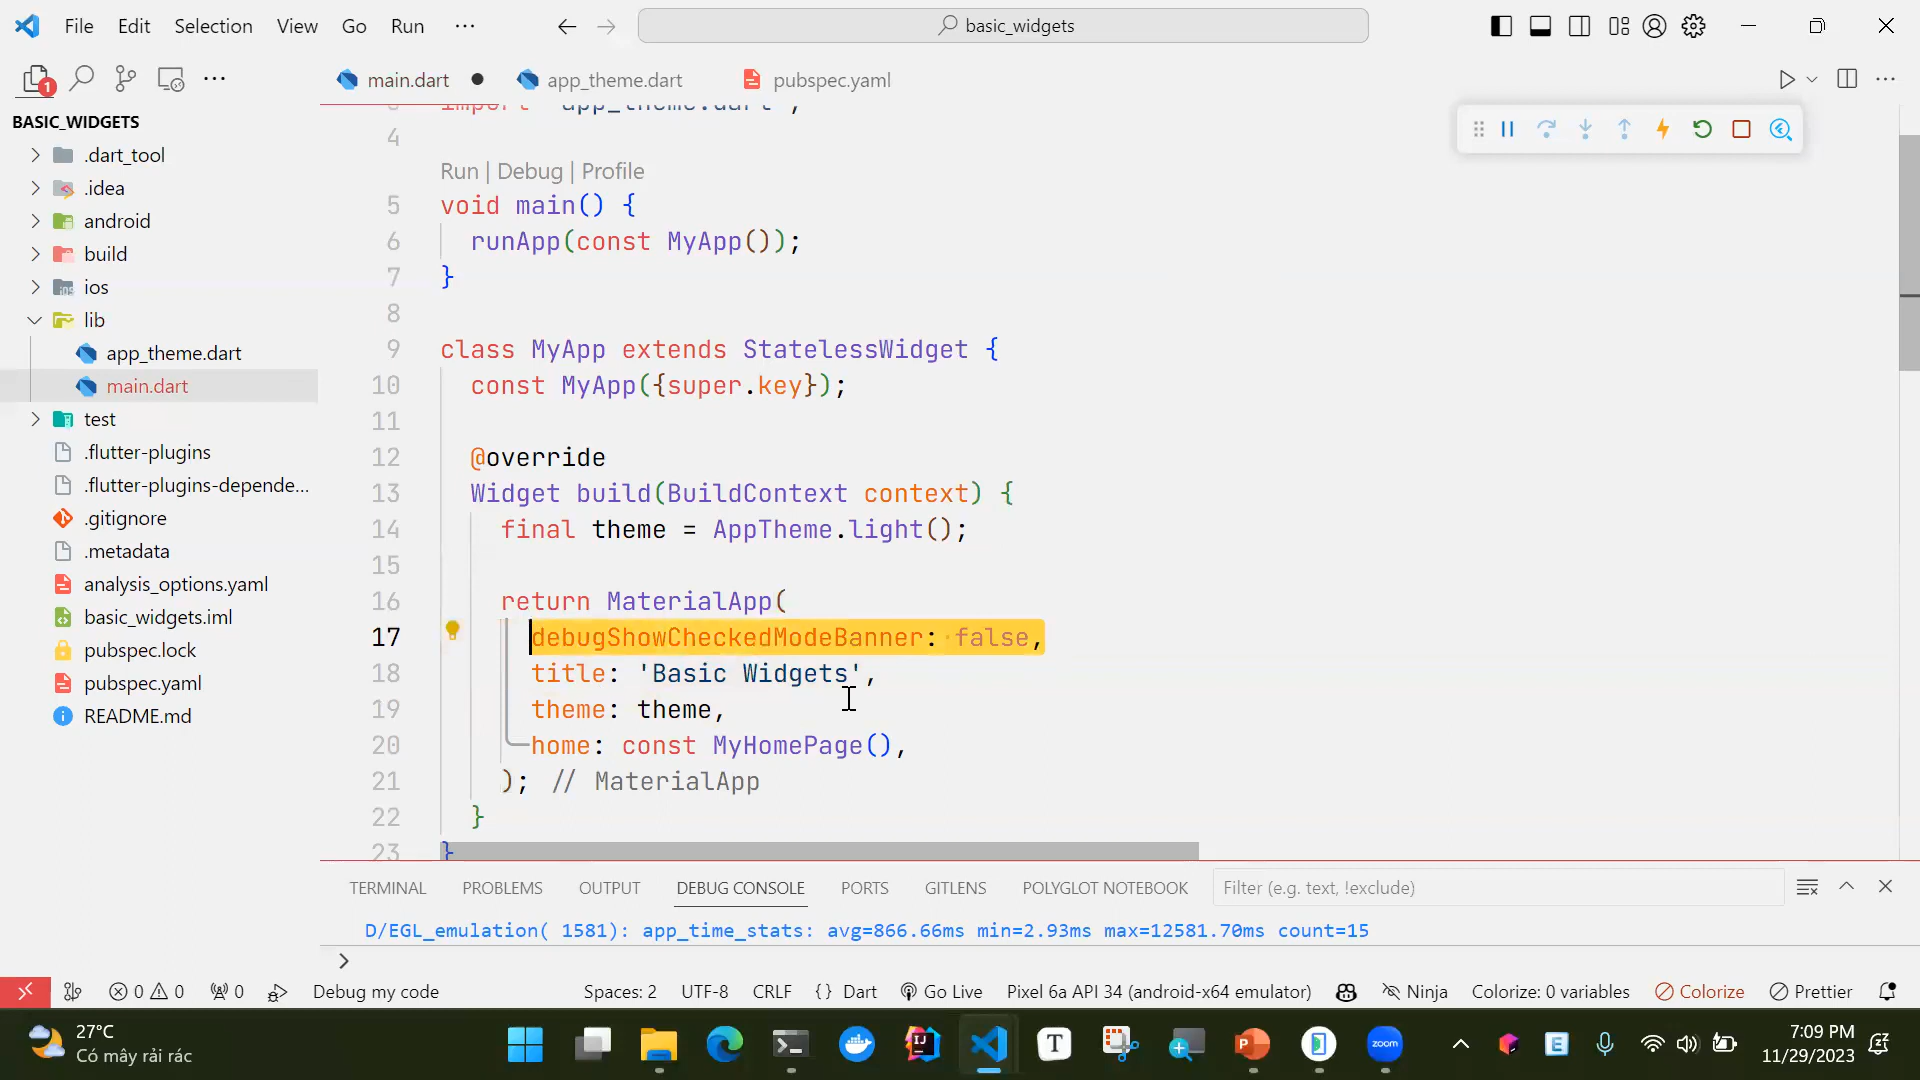 File Edit Selection View Go Run ... basic_widgets
1 ... main.dart app_theme.dart pubspec.yaml
BASIC_WIDGETS
.dart_tool
.idea
android
build
ios
lib
app_theme.dart
main.dart
test
.flutter-plugins
.flutter-plugins-depende...
.gitignore
.metadata
analysis_options.yaml
basic_widgets.iml
pubspec.lock
pubspec.yaml
README.md
3 import 'app_theme.dart';
4
Run | Debug | Profile
5 void main() {
6 runApp(const MyApp());
7 }
8
9 class MyApp extends StatelessWidget {
10 const MyApp({super.key});
11
12 @override
13 Widget build(BuildContext context) {
14 final theme = AppTheme.light();
15
16 return MaterialApp(
17 debugShowCheckedModeBanner: false,
18 title: 'Basic Widgets',
19 theme: theme,
20 home: const MyHomePage(),
21 ); // MaterialApp
22 }
23 }
TERMINAL PROBLEMS OUTPUT DEBUG CONSOLE PORTS GITLENS POLYGLOT NOTEBOOK Filter (e.g. text, !exclude)
D/EGL_emulation( 1581): app_time_stats: avg=866.66ms min=2.93ms max=12581.70ms count=15
>
0 0 0 Debug my code Spaces: 2 UTF-8 CRLF {} Dart Go Live Pixel 6a API 34 (android-x64 emulator) Ninja Colorize: 0 variables Colorize Prettier
27°C
Có mây rải rác
zoom
7:09 PM
11/29/2023